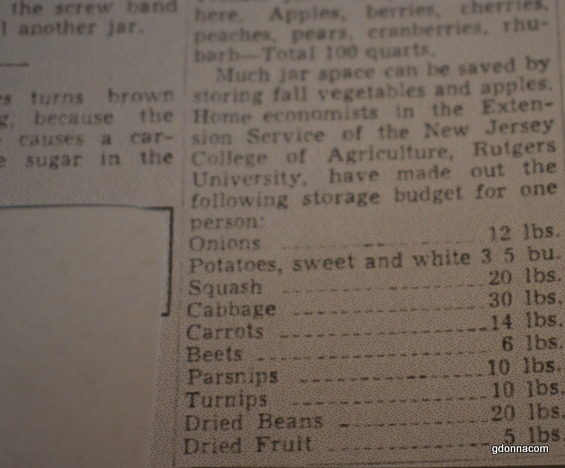 the screw band
l another jar.
s turns brown
g, because the
causes a car-
e sugar in the
here. Apples, berries, cherries,
peaches, pears, cranberries, rhu-
barb—Total 100 quarts.
Much jar space can be saved by
storing fall vegetables and apples.
Home economists in the Exten-
sion Service of the New Jersey
College of Agriculture, Rutgers
University, have made out the
following storage budget for one
person:
Onions 12 lbs.
Potatoes, sweet and white 3 5 bu.
Squash 20 lbs.
Cabbage 30 lbs.
Carrots 14 lbs.
Beets 6 lbs.
Parsnips 10 lbs.
Turnips 10 lbs.
Dried Beans 20 lbs.
Dried Fruit 5 lbs.
gdonnacom